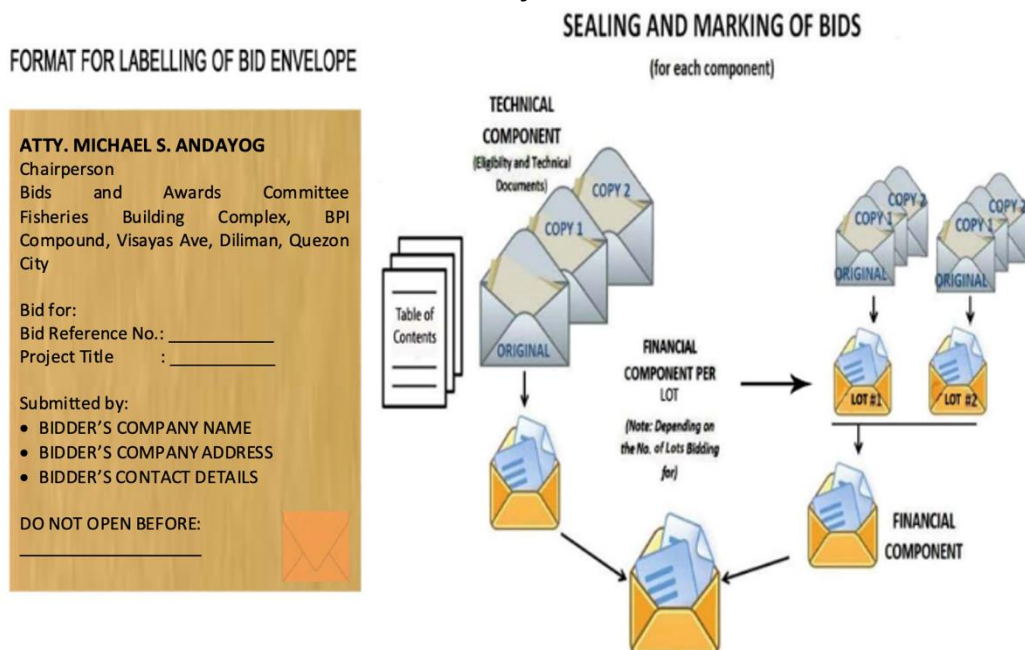 FORMAT FOR LABELLING OF BID ENVELOPE
ATTY. MICHAEL S. ANDAYOG
Chairperson
Bids and Awards Committee
Fisheries Building Complex, BPI
Compound, Visayas Ave, Diliman, Quezon
City
Bid for:
Bid Reference No.: ____________
Project Title : ____________
Submitted by:
• BIDDER'S COMPANY NAME
• BIDDER'S COMPANY ADDRESS
• BIDDER'S CONTACT DETAILS
DO NOT OPEN BEFORE:
____________________
SEALING AND MARKING OF BIDS
(for each component)
TECHNICAL
COMPONENT
(Eligibility and Technical
Documents)
COPY 2
COPY 1
ORIGINAL
Table of
Contents
FINANCIAL
COMPONENT PER
LOT
(Note: Depending on
the No. of Lots Bidding
for)
COPY 2
COPY 1
ORIGINAL
COPY 2
COPY 1
ORIGINAL
LOT #1
LOT #2
FINANCIAL
COMPONENT